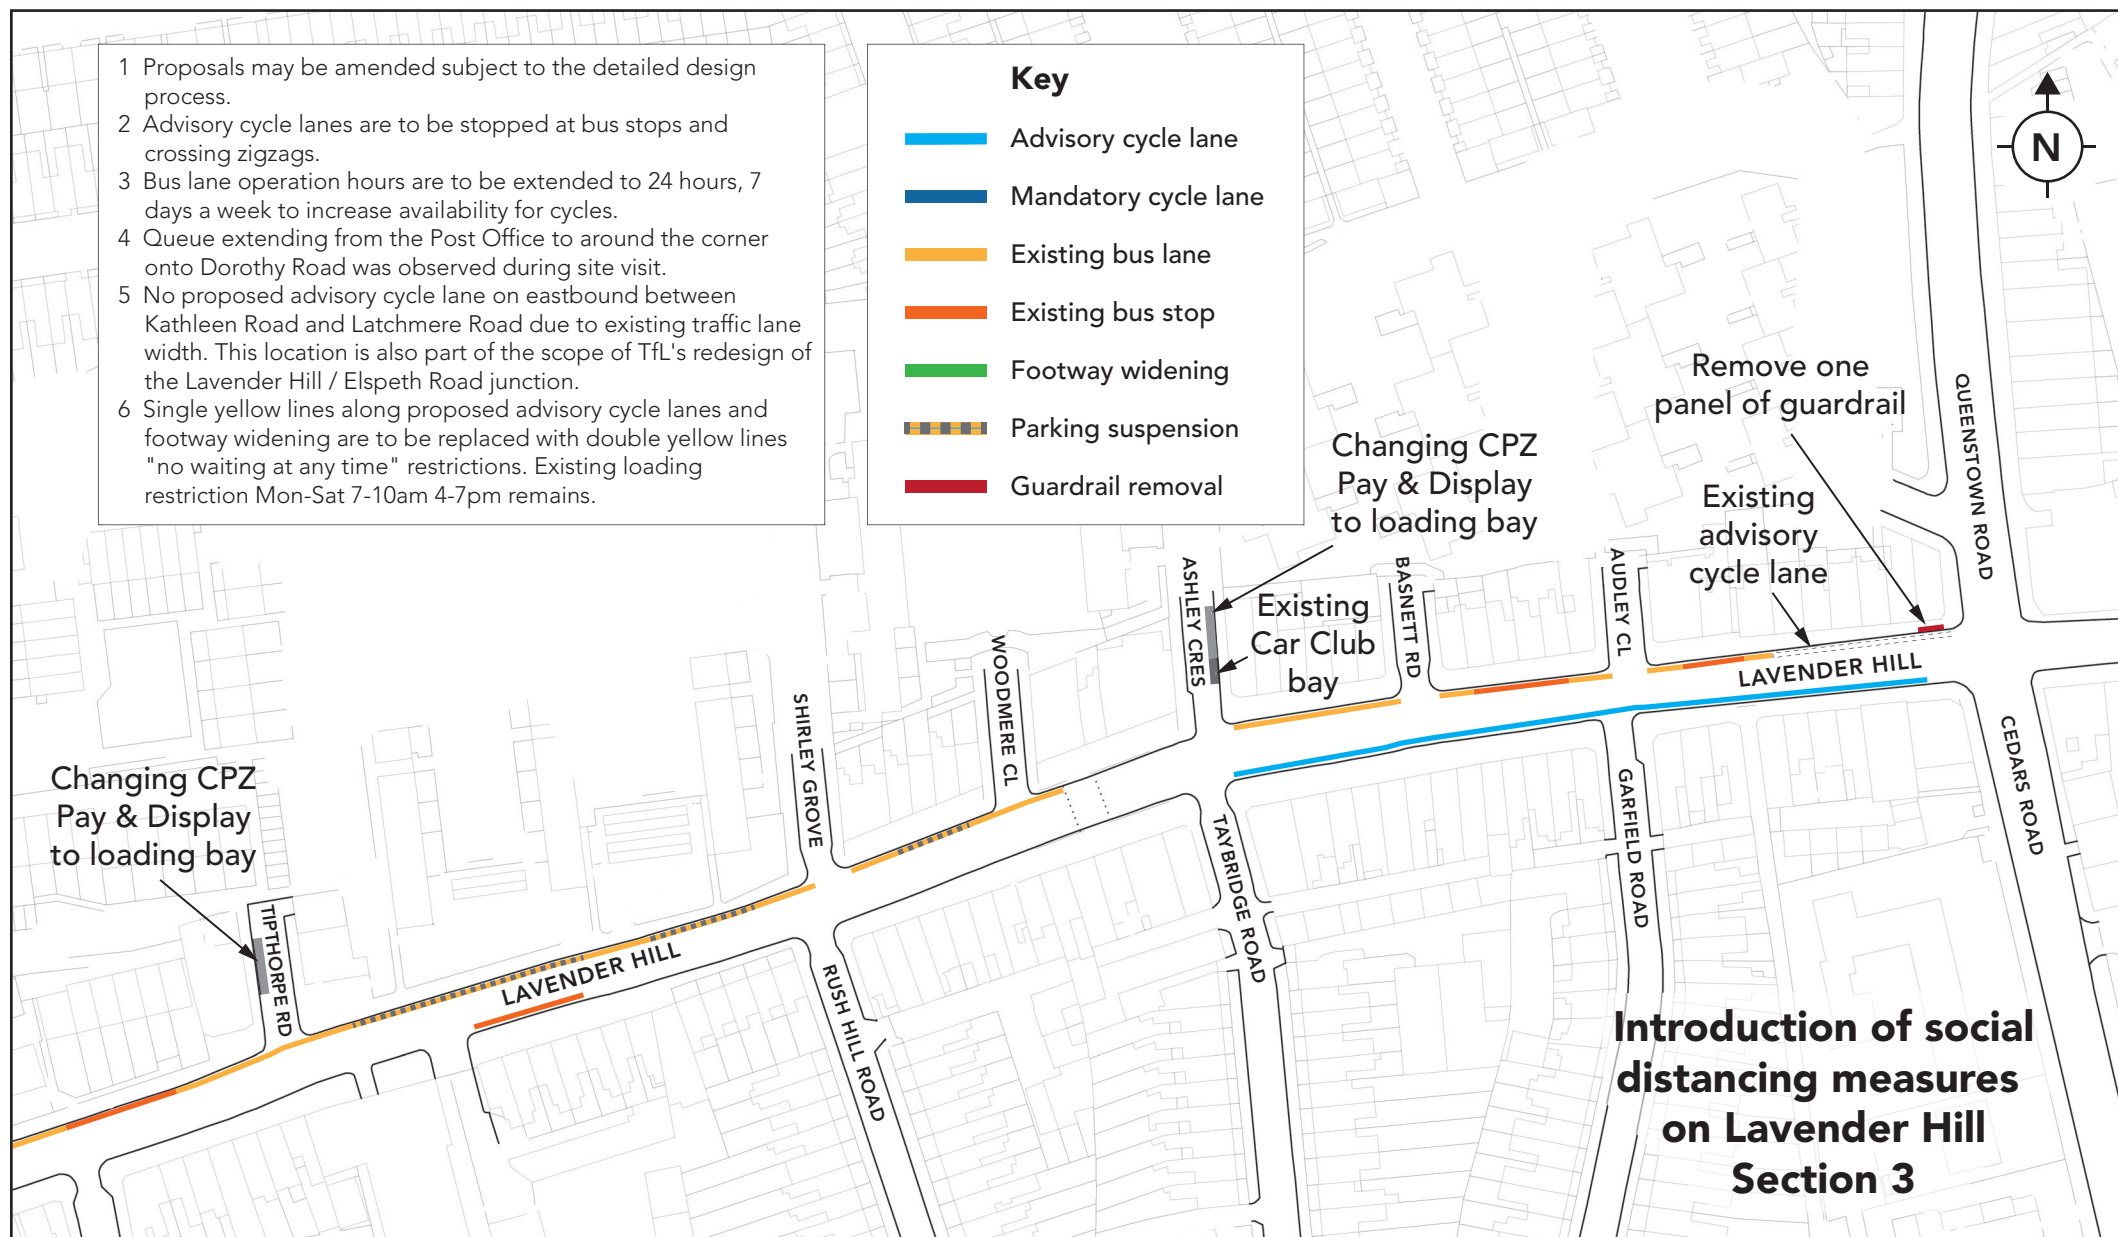 1 Proposals may be amended subject to the detailed design
process.
2 Advisory cycle lanes are to be stopped at bus stops and
crossing zigzags.
3 Bus lane operation hours are to be extended to 24 hours, 7
days a week to increase availability for cycles.
4 Queue extending from the Post Office to around the corner
onto Dorothy Road was observed during site visit.
5 No proposed advisory cycle lane on eastbound between
Kathleen Road and Latchmere Road due to existing traffic lane
width. This location is also part of the scope of TfL's redesign of
the Lavender Hill / Elspeth Road junction.
6 Single yellow lines along proposed advisory cycle lanes and
footway widening are to be replaced with double yellow lines
"no waiting at any time" restrictions. Existing loading
restriction Mon-Sat 7-10am 4-7pm remains.
Key
Advisory cycle lane
Mandatory cycle lane
Existing bus lane
Existing bus stop
Footway widening
Parking suspension
Guardrail removal
N
Remove one
panel of guardrail
QUEENSTOWN ROAD
Changing CPZ
Pay & Display
to loading bay
Existing
advisory
cycle lane
ASHLEY CRES
Existing
Car Club
bay
BASNETT RD
AUDLEY CL
LAVENDER HILL
WOODMERE CL
SHIRLEY GROVE
CEDARS ROAD
Changing CPZ
Pay & Display
to loading bay
GARFIELD ROAD
TAYBRIDGE ROAD
TIPTHORPE RD
LAVENDER HILL
RUSH HILL ROAD
Introduction of social
distancing measures
on Lavender Hill
Section 3